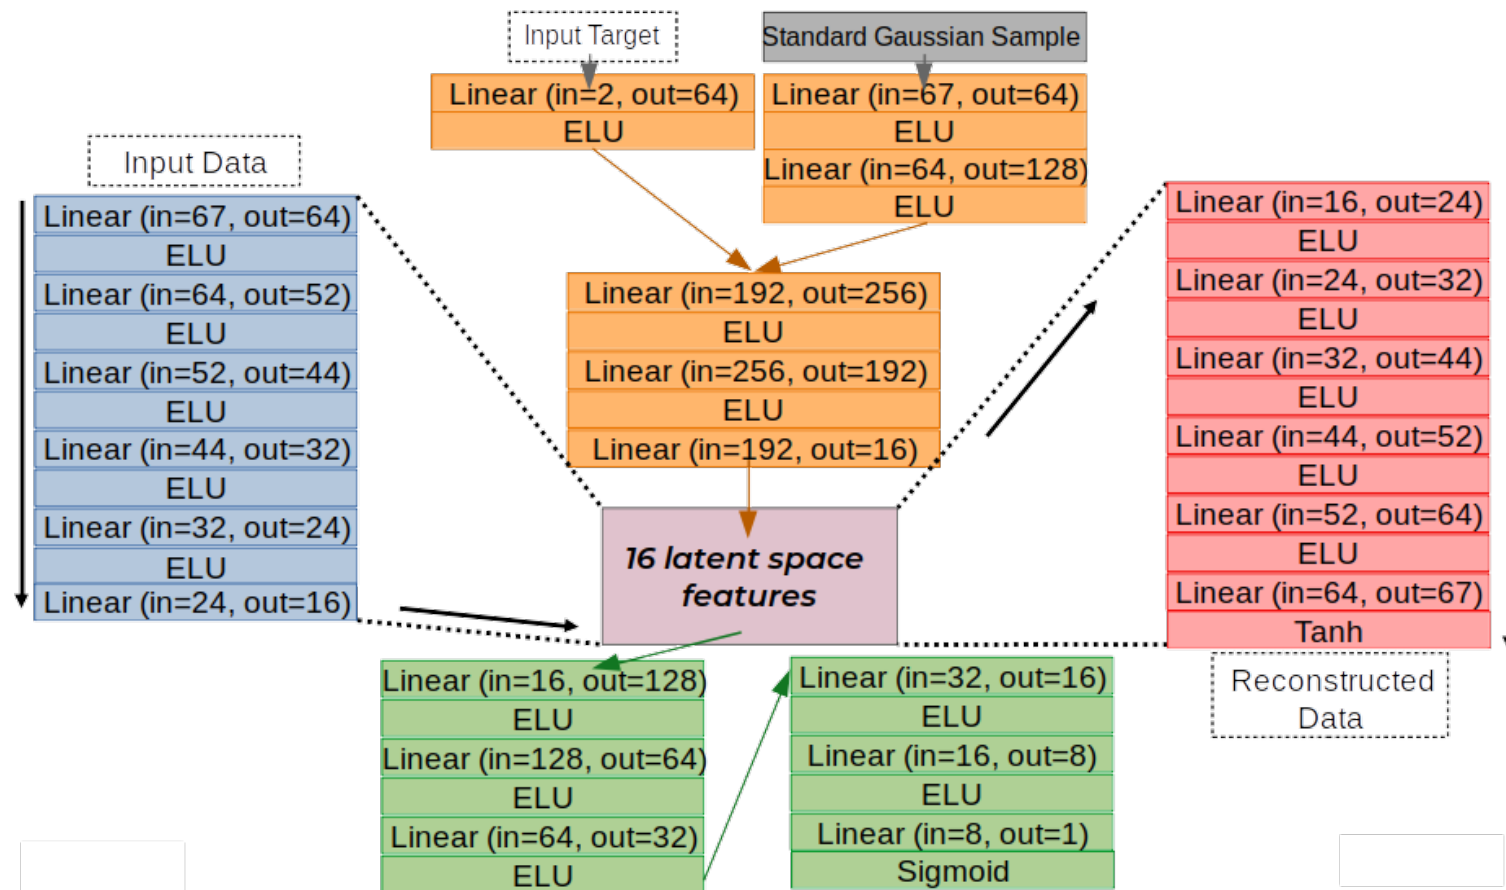 Input Target
Standard Gaussian Sample
Linear (in=2, out=64)
ELU
Linear (in=67, out=64)
ELU
Linear (in=64, out=128)
ELU
Input Data
Linear (in=67, out=64)
ELU
Linear (in=64, out=52)
ELU
Linear (in=52, out=44)
ELU
Linear (in=44, out=32)
ELU
Linear (in=32, out=24)
ELU
Linear (in=24, out=16)
Linear (in=192, out=256)
ELU
Linear (in=256, out=192)
ELU
Linear (in=192, out=16)
16 latent space
features
Linear (in=16, out=24)
ELU
Linear (in=24, out=32)
ELU
Linear (in=32, out=44)
ELU
Linear (in=44, out=52)
ELU
Linear (in=52, out=64)
ELU
Linear (in=64, out=67)
Tanh
Reconstructed
Data
Linear (in=16, out=128)
ELU
Linear (in=128, out=64)
ELU
Linear (in=64, out=32)
ELU
Linear (in=32, out=16)
ELU
Linear (in=16, out=8)
ELU
Linear (in=8, out=1)
Sigmoid